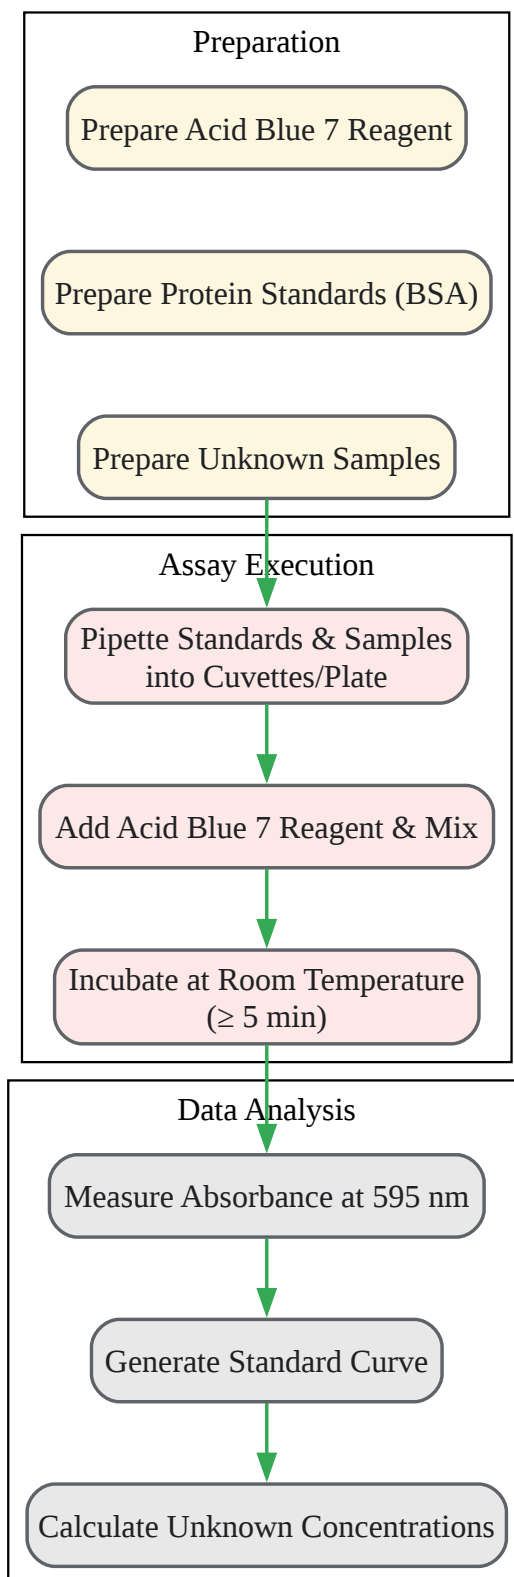 Preparation
Prepare Acid Blue 7 Reagent
Prepare Protein Standards (BSA)
Prepare Unknown Samples
Assay Execution
Pipette Standards & Samples
into Cuvettes/Plate
Add Acid Blue 7 Reagent & Mix
Incubate at Room Temperature
(≥ 5 min)
Data Analysis
Measure Absorbance at 595 nm
Generate Standard Curve
Calculate Unknown Concentrations